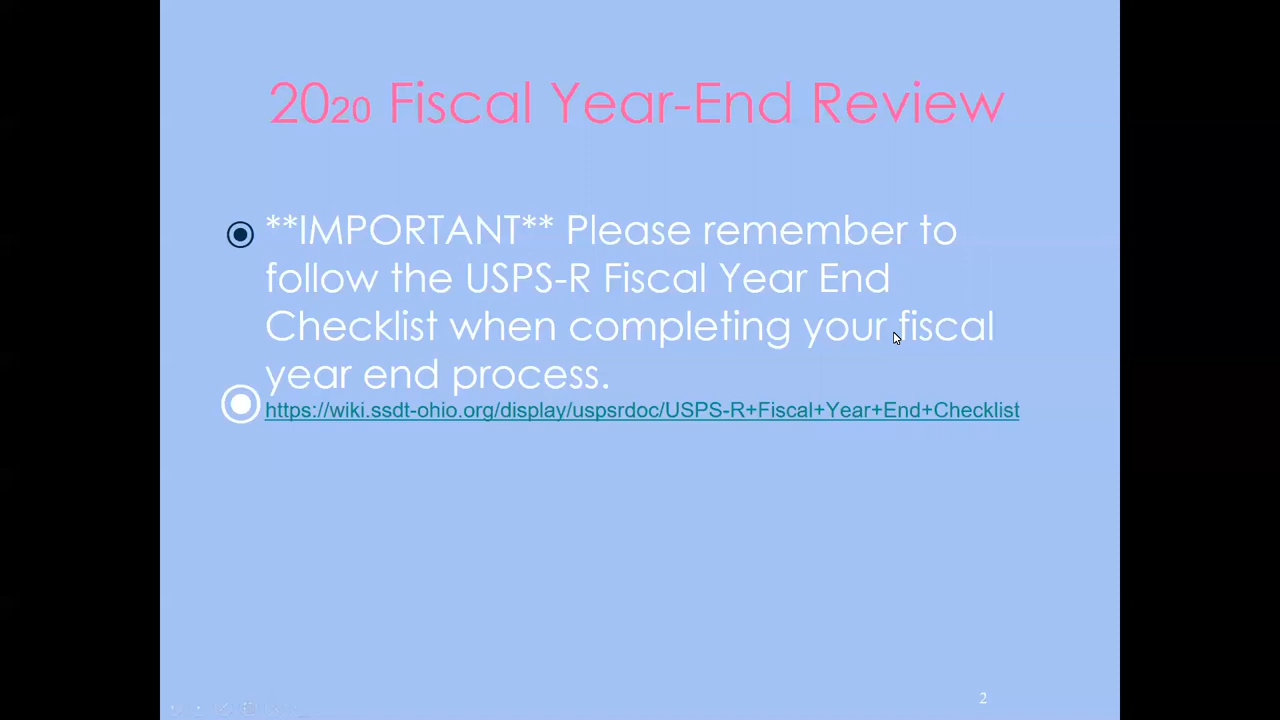 2020 Fiscal Year-End Review
**IMPORTANT** Please remember to
follow the USPS-R Fiscal Year End
Checklist when completing your fiscal
year end process.
https://wiki.ssdt-ohio.org/display/uspsrdoc/USPS-R+Fiscal+Year+End+Checklist
2